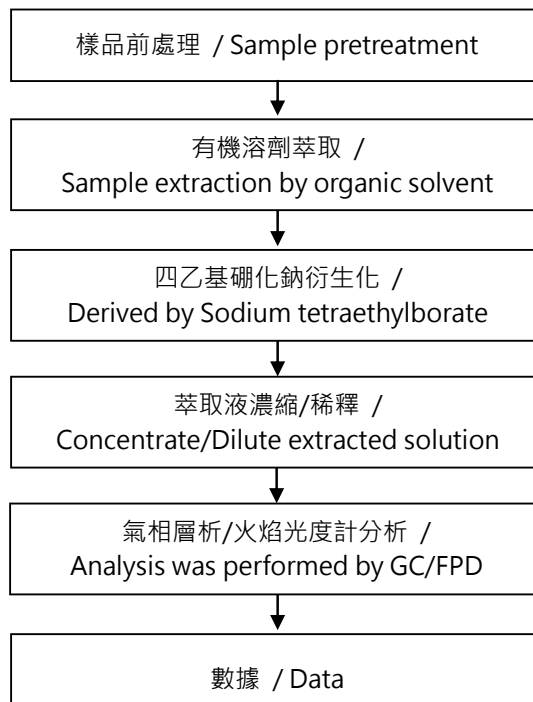 樣品前處理 / Sample pretreatment
有機溶劑萃取 /
Sample extraction by organic solvent
四乙基硼化鈉衍生化 /
Derived by Sodium tetraethylborate
萃取液濃縮/稀釋 /
Concentrate/Dilute extracted solution
氣相層析/火焰光度計分析 /
Analysis was performed by GC/FPD
數據 / Data